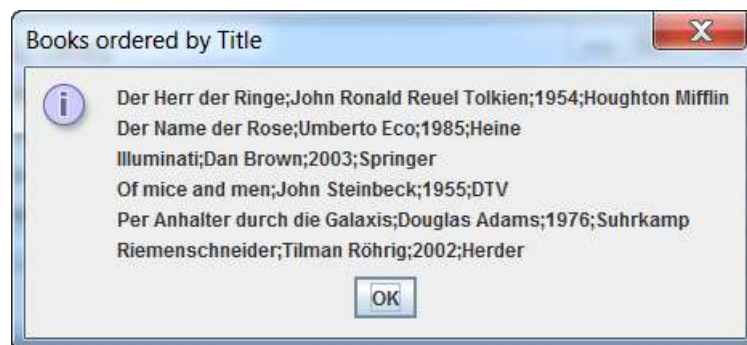 Books ordered by Title
Der Herr der Ringe;John Ronald Reuel Tolkien;1954;Houghton Mifflin
Der Name der Rose;Umberto Eco;1985;Heine
Illuminati;Dan Brown;2003;Springer
Of mice and men;John Steinbeck;1955;DTV
Per Anhalter durch die Galaxis;Douglas Adams;1976;Suhrkamp
Riemenschneider;Tilman Röhrig;2002;Herder
OK